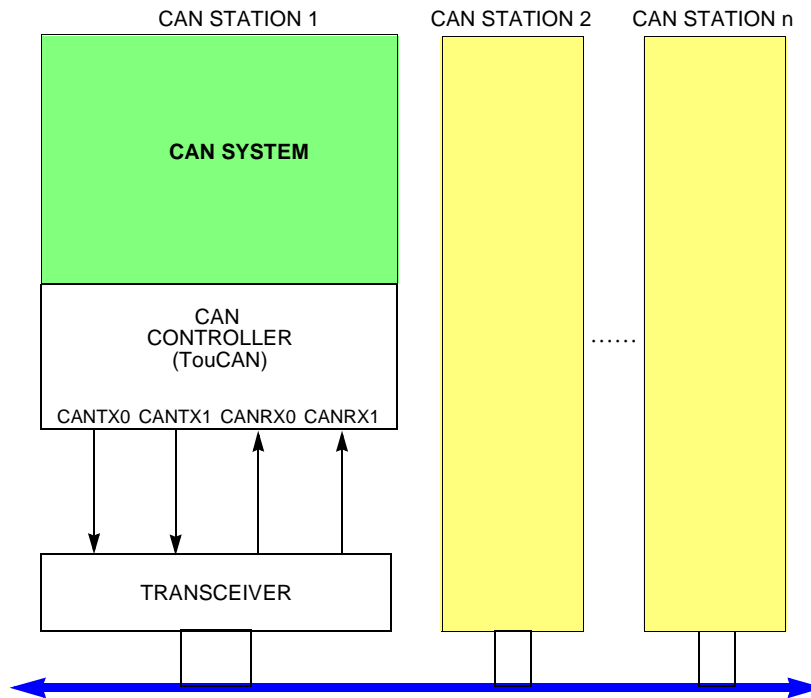 CAN STATION 1
CAN STATION 2
CAN STATION n
CAN SYSTEM
CAN
CONTROLLER
(TouCAN)
......
CANTX0 CANTX1 CANRX0 CANRX1
TRANSCEIVER